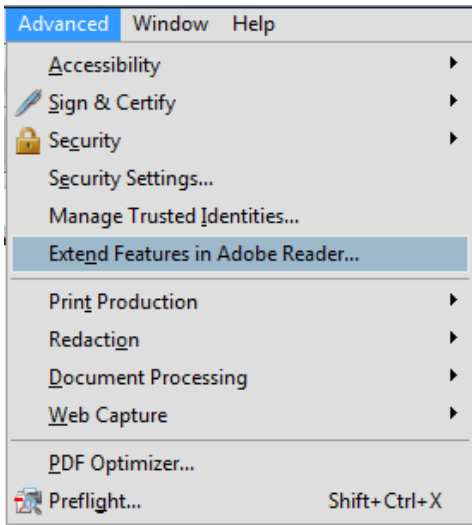 Advanced Window Help
Accessibility
Sign & Certify
Security
Security Settings...
Manage Trusted Identities...
Extend Features in Adobe Reader...
Print Production
Redaction
Document Processing
Web Capture
PDF Optimizer...
Preflight... Shift+Ctrl+X